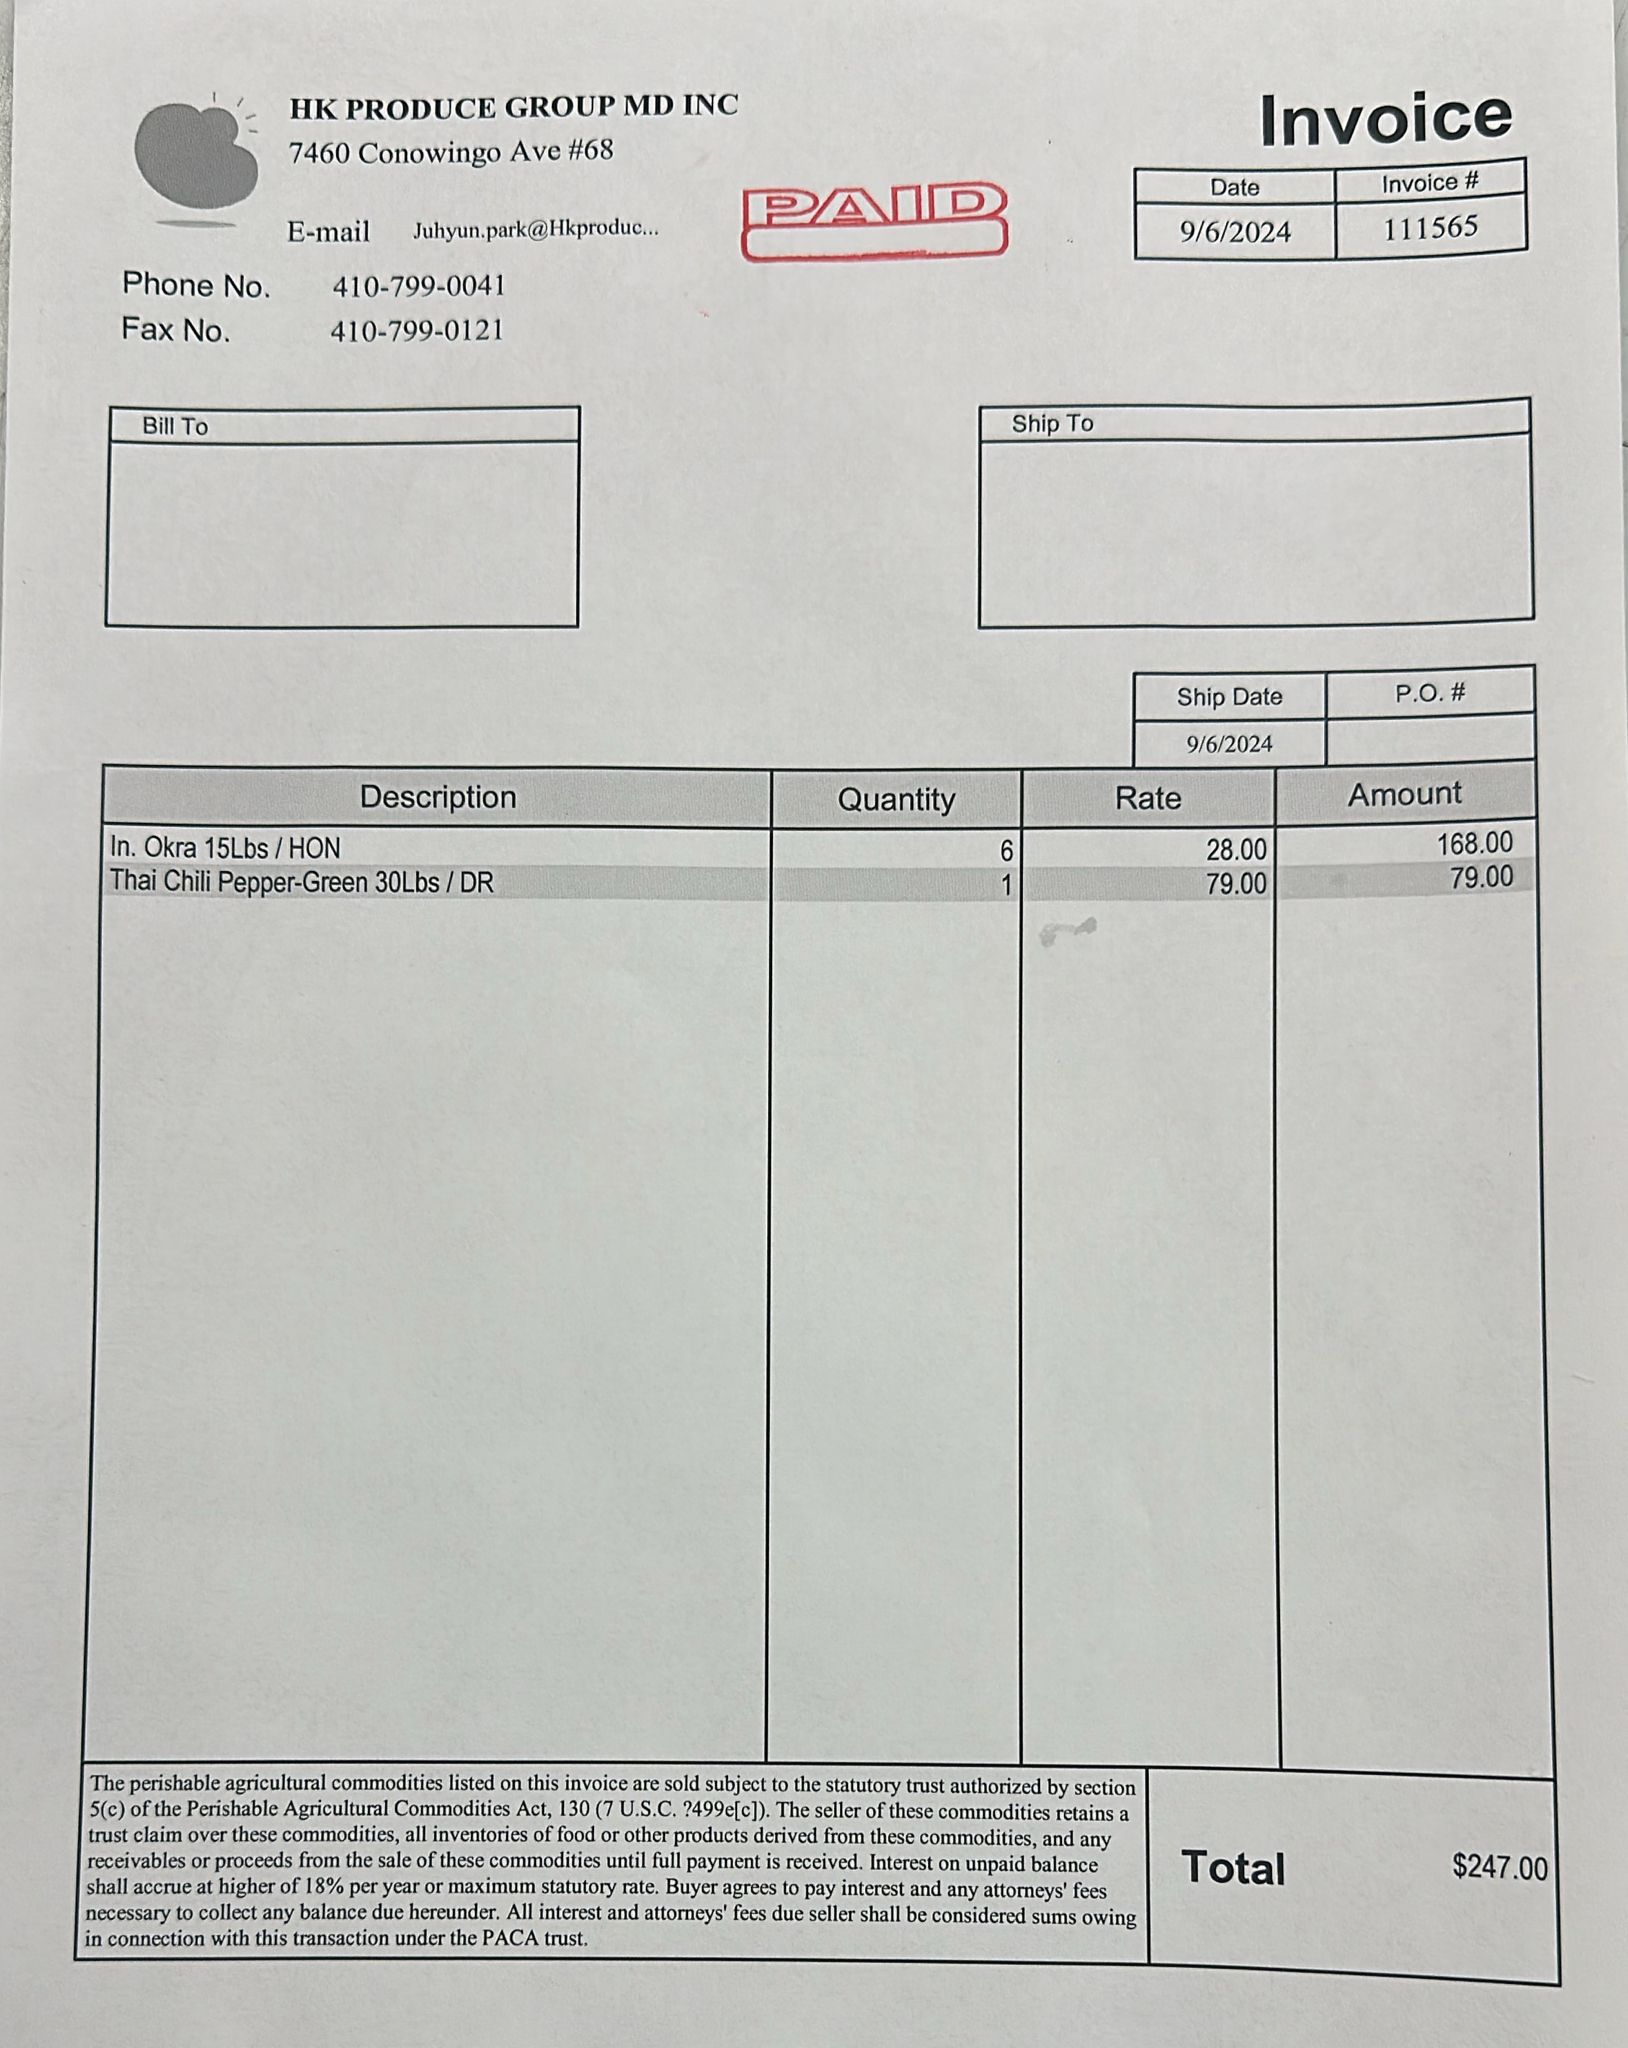 HK PRODUCE GROUP MD INC
7460 Conowingo Ave #68
Invoice
PAID
Date Invoice #
9/6/2024 111565
E-mail Juhyun.park@Hkproduc...
Phone No. 410-799-0041
Fax No. 410-799-0121
Bill To
Ship To
Ship Date P.O. #
9/6/2024
Description Quantity Rate Amount
In. Okra 15Lbs / HON 6 28.00 168.00
Thai Chili Pepper-Green 30Lbs / DR 1 79.00 79.00
The perishable agricultural commodities listed on this invoice are sold subject to the statutory trust authorized by section
5(c) of the Perishable Agricultural Commodities Act, 130 (7 U.S.C. ?499e[c]). The seller of these commodities retains a
trust claim over these commodities, all inventories of food or other products derived from these commodities, and any
receivables or proceeds from the sale of these commodities until full payment is received. Interest on unpaid balance
shall accrue at higher of 18% per year or maximum statutory rate. Buyer agrees to pay interest and any attorneys' fees
necessary to collect any balance due hereunder. All interest and attorneys' fees due seller shall be considered sums owing
in connection with this transaction under the PACA trust.
Total $247.00